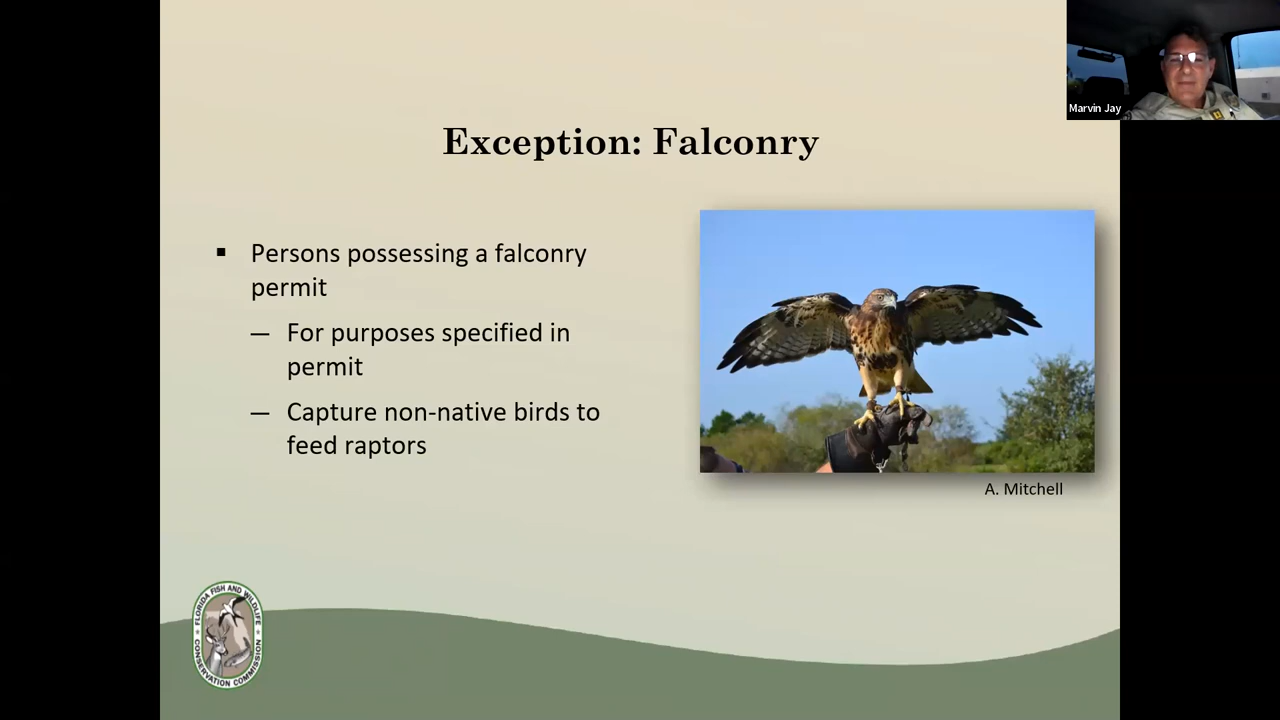 Marvin Jay
Exception: Falconry
▪ Persons possessing a falconry
permit
— For purposes specified in
permit
— Capture non-native birds to
feed raptors
A. Mitchell
FLORIDA FISH AND WILDLIFE
CONSERVATION COMMISSION